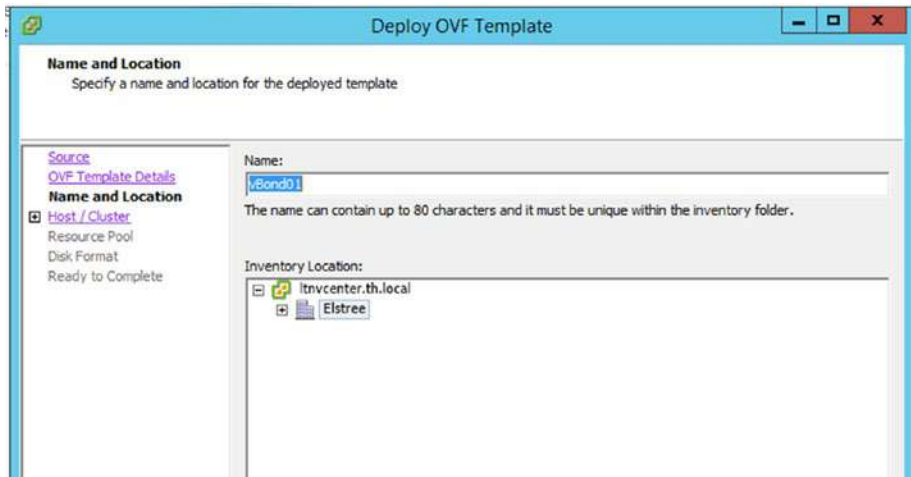 Deploy OVF Template
Name and Location
Specify a name and location for the deployed template
Source
OVF Template Details
Name and Location
Host / Cluster
Resource Pool
Disk Format
Ready to Complete
Name:
vBond01
The name can contain up to 80 characters and it must be unique within the inventory folder.
Inventory Location:
ltnvcenter.th.local
Elstree